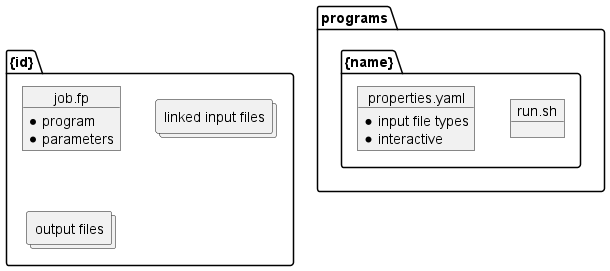 {id}
job.fp
program
parameters
linked input files
output files
programs
{name}
properties.yaml
input file types
interactive
run.sh